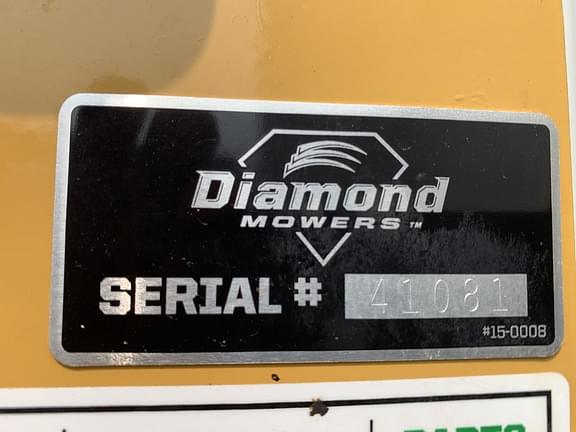 Diamond
MOWERS™
SERIAL # 41081
#15-0008